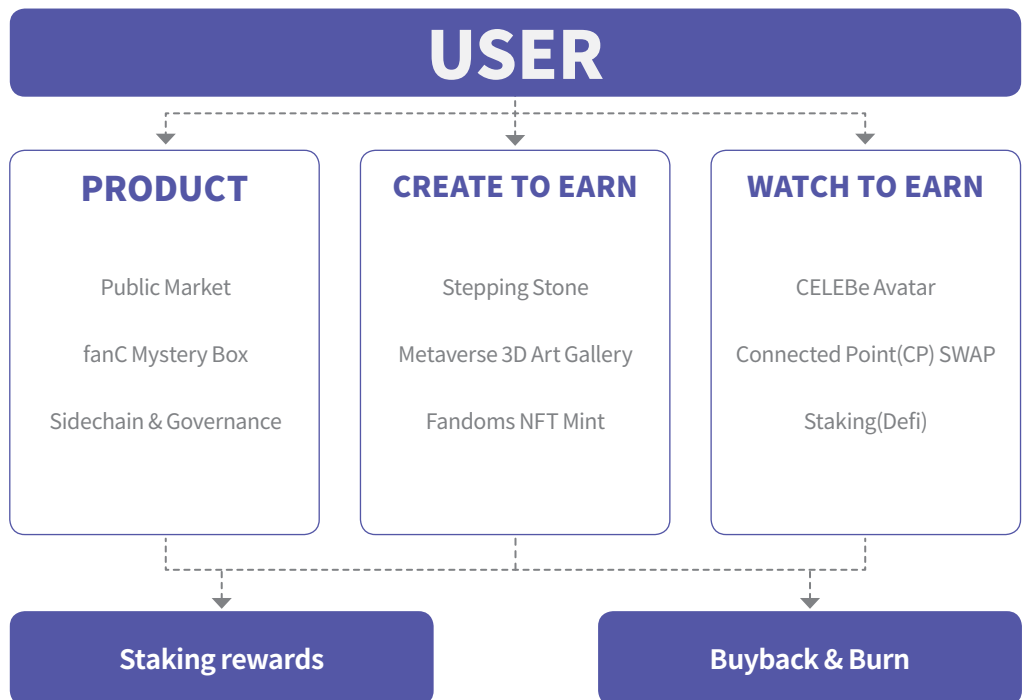 USER
PRODUCT
Public Market
fanC Mystery Box
Sidechain & Governance
CREATE TO EARN
Stepping Stone
Metaverse 3D Art Gallery
Fandoms NFT Mint
WATCH TO EARN
CELEBe Avatar
Connected Point(CP) SWAP
Staking(Defi)
Staking rewards
Buyback & Burn